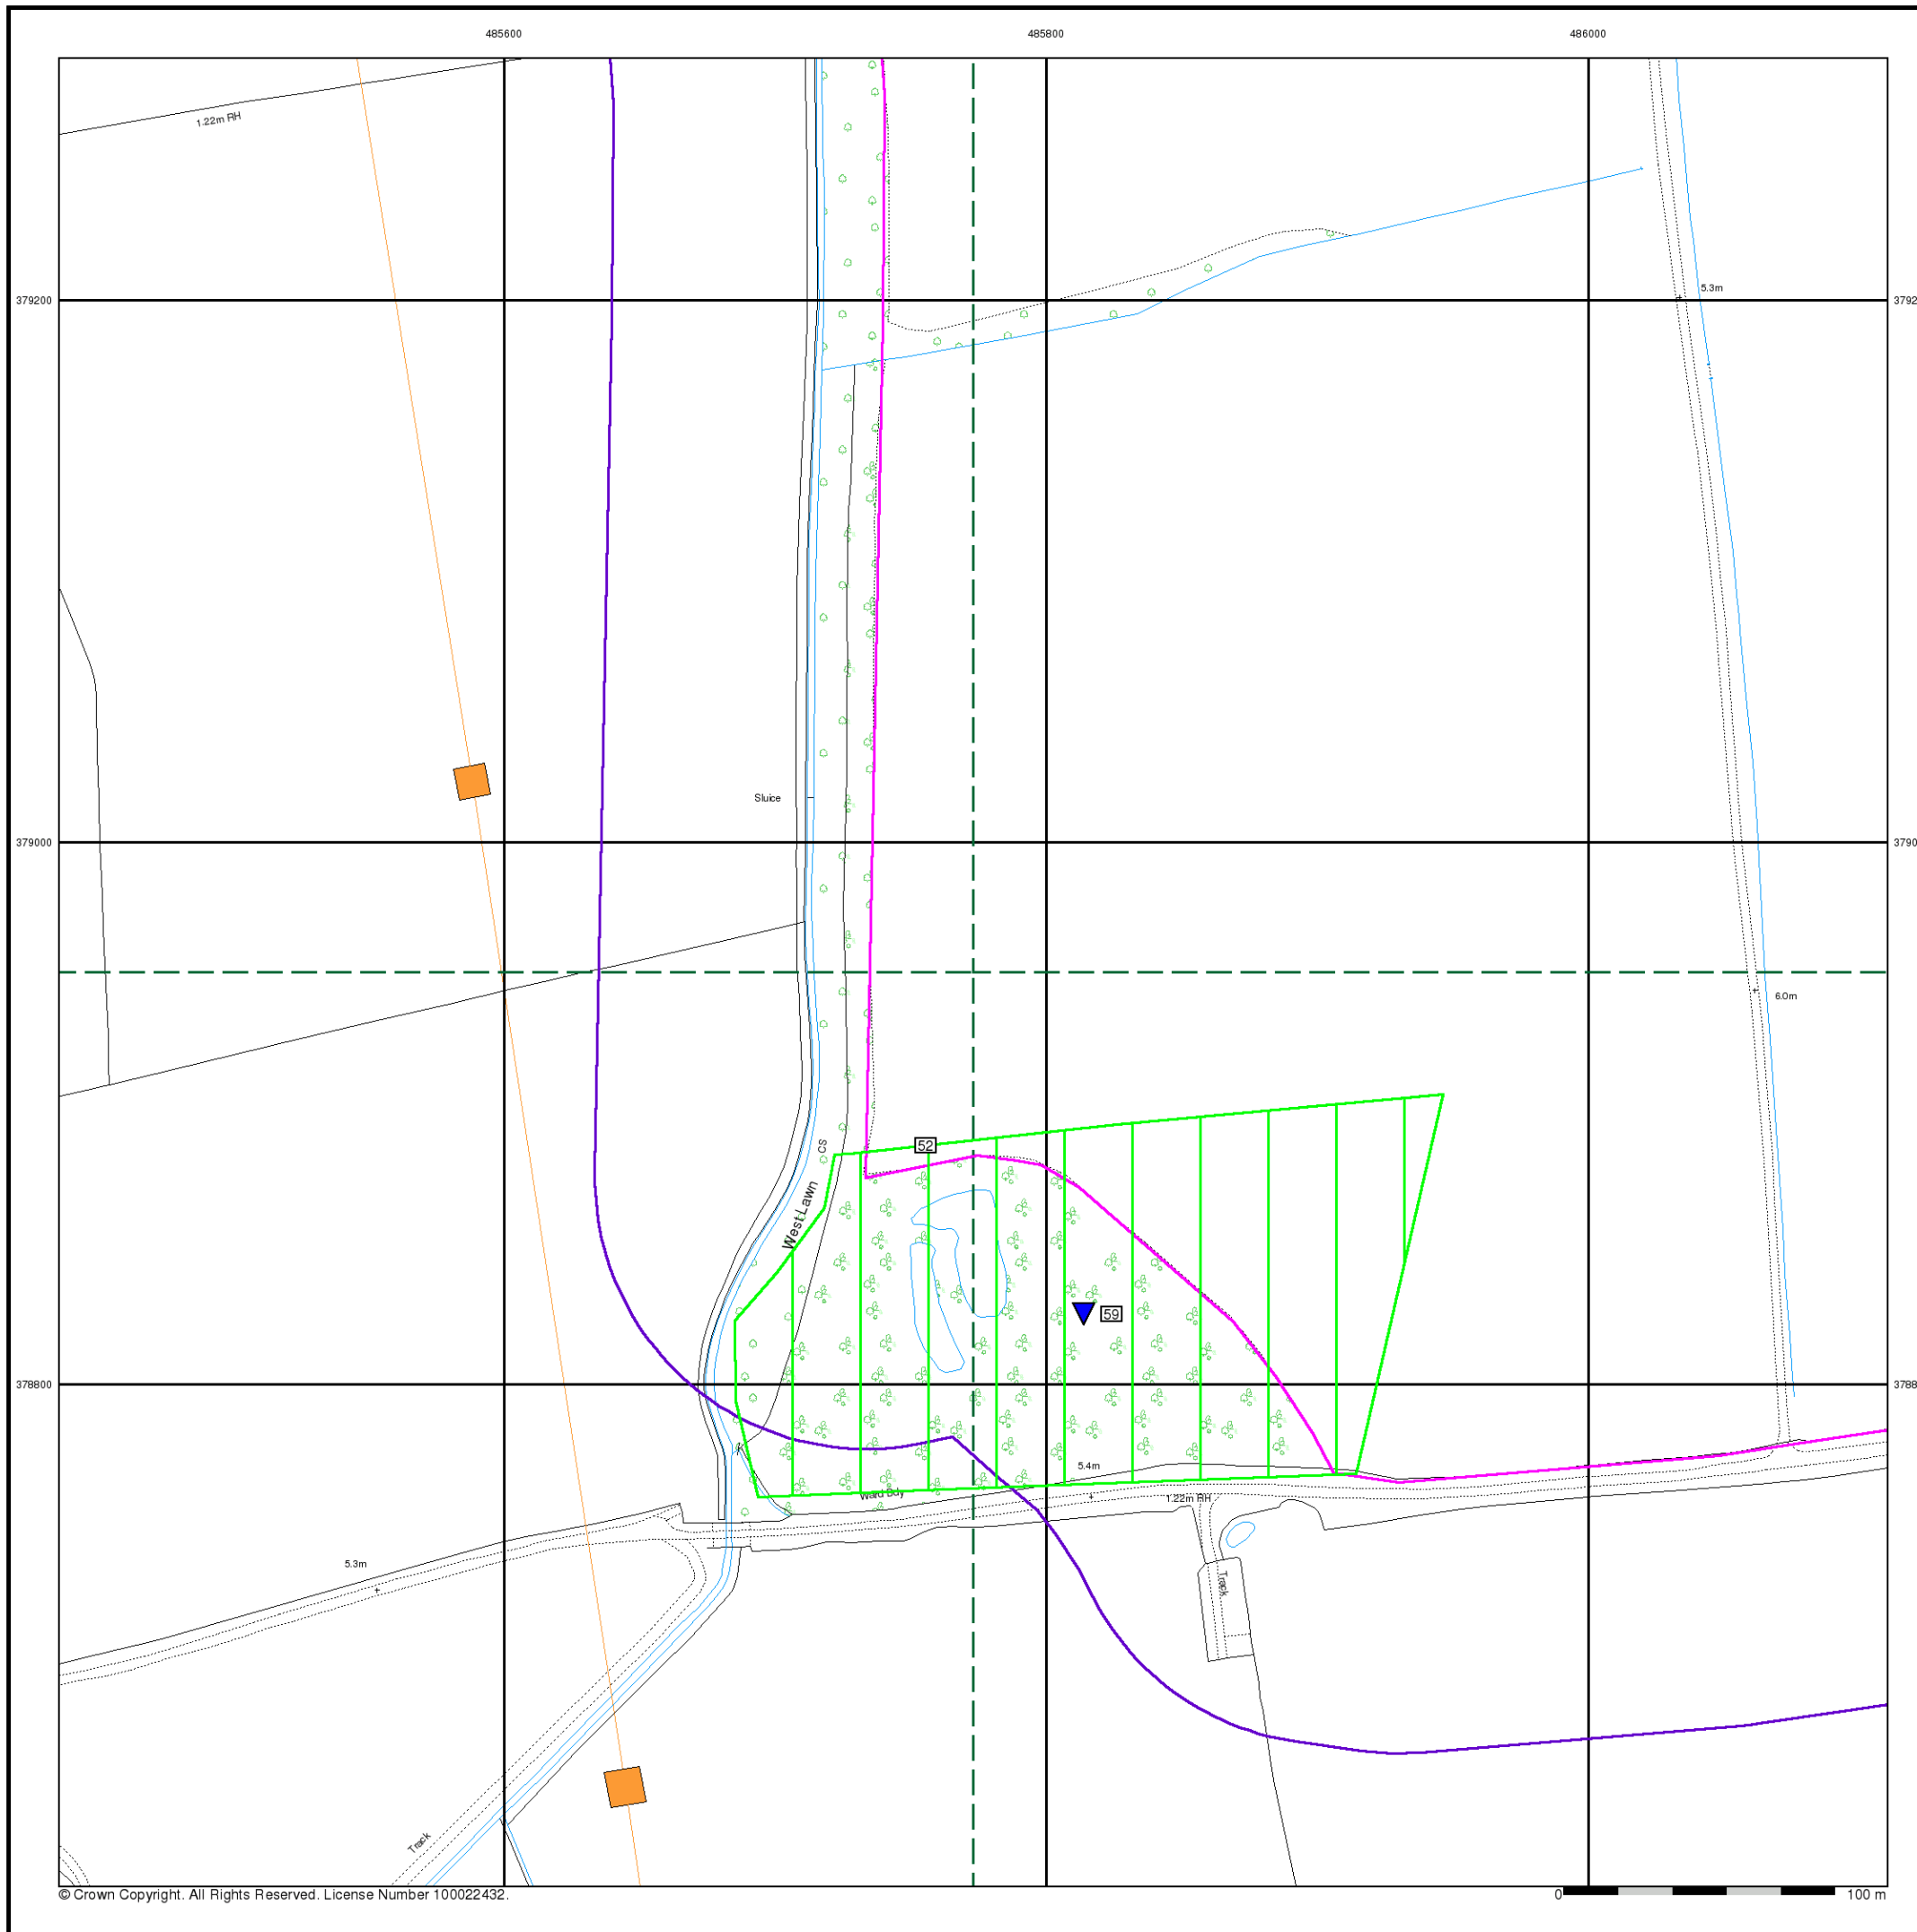 485600 485800 486000
1.22m RH
379200 3792
5.3m
Sluice
379000 3790
6.0m
CS
52
West Lawn
59
378800 3788
5.4m
Ward Bdy
1.22m RH
5.3m
Track
Track
© Crown Copyright. All Rights Reserved. License Number 100022432.
0 100 m